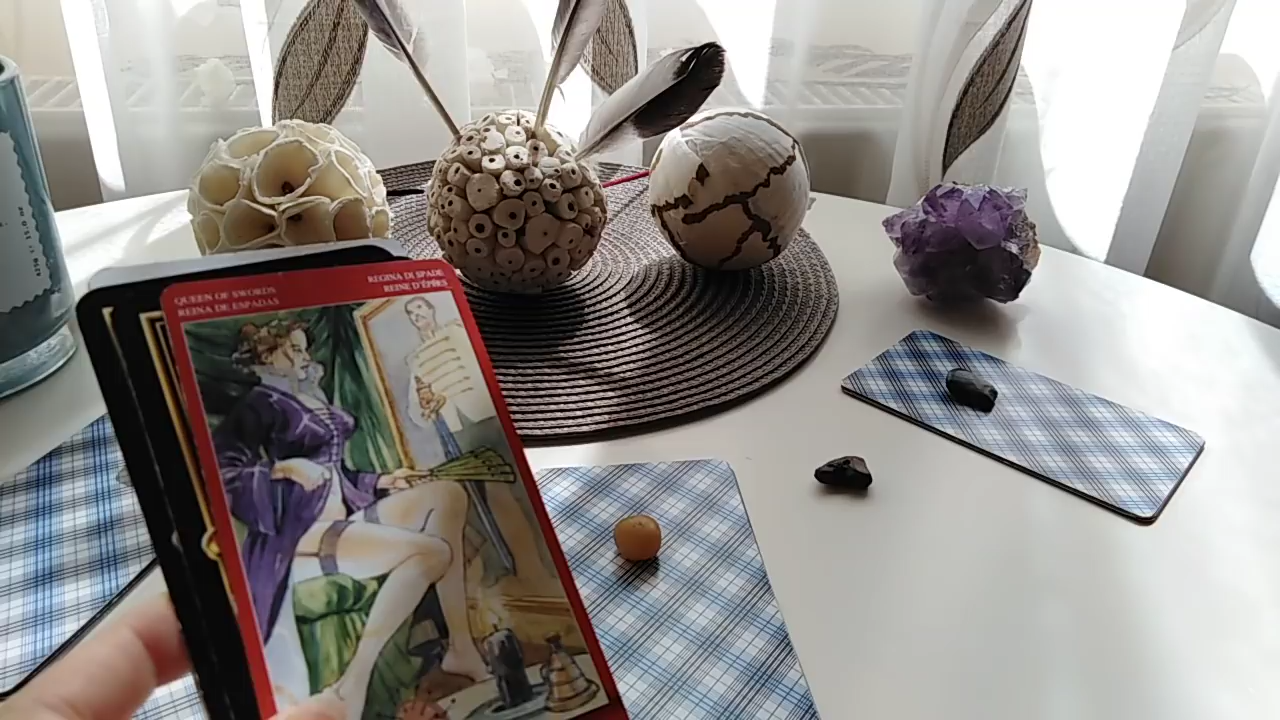 QUEEN OF SWORDS
REINA DE ESPADAS
REGINA DI SPADE
REINE D'ÉPÉES